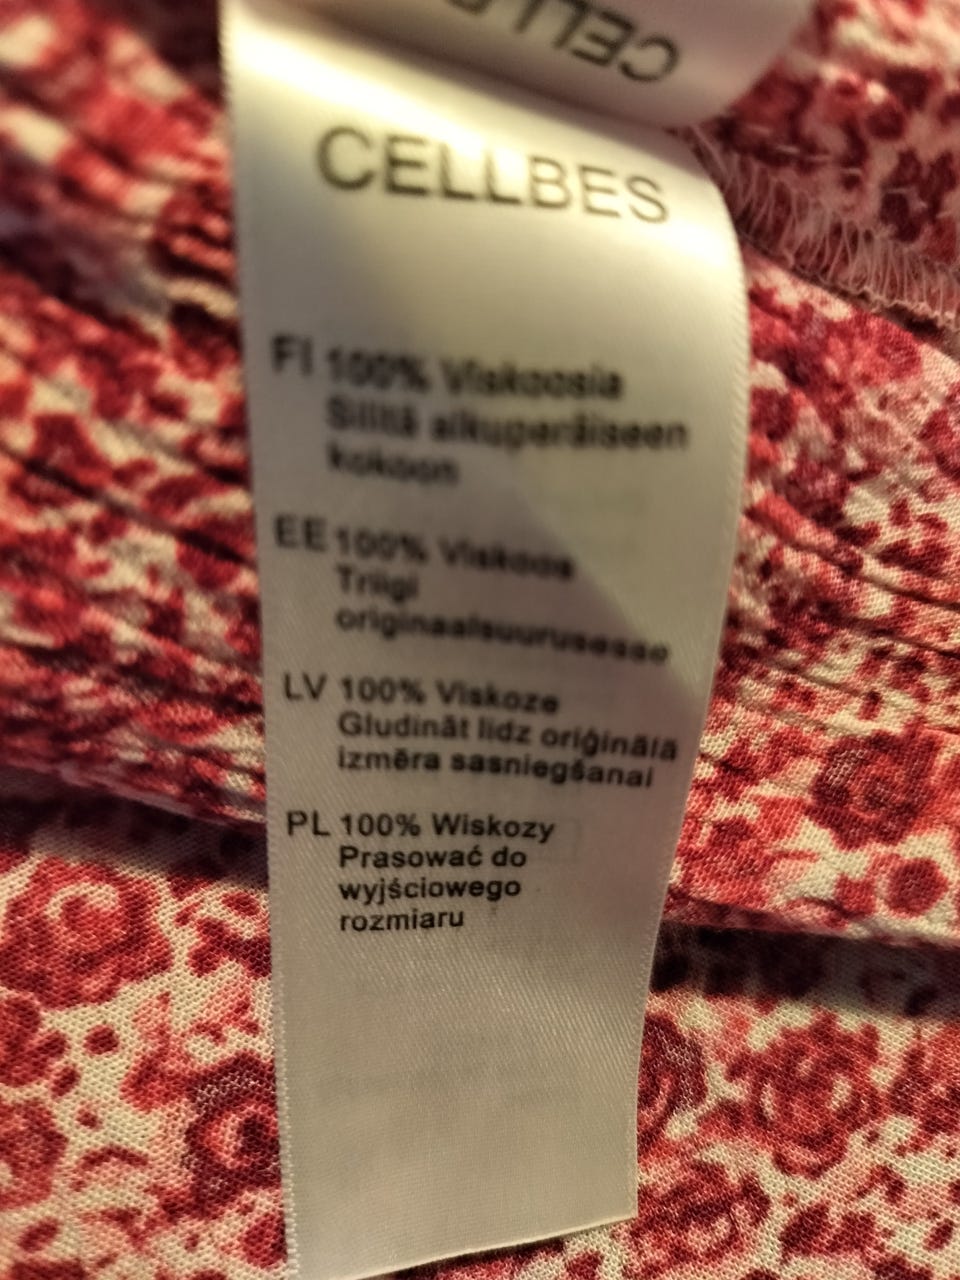 CELLBES
FI 100% Viskoosia
Silitä alkuperäiseen
kokoon
EE 100% Viskoos
Triigi
originaalsuurusesse
LV 100% Viskoze
Gludināt līdz oriģinālā
izmēra sasniegšanai
PL 100% Wiskozy
Prasować do
wyjściowego
rozmiaru